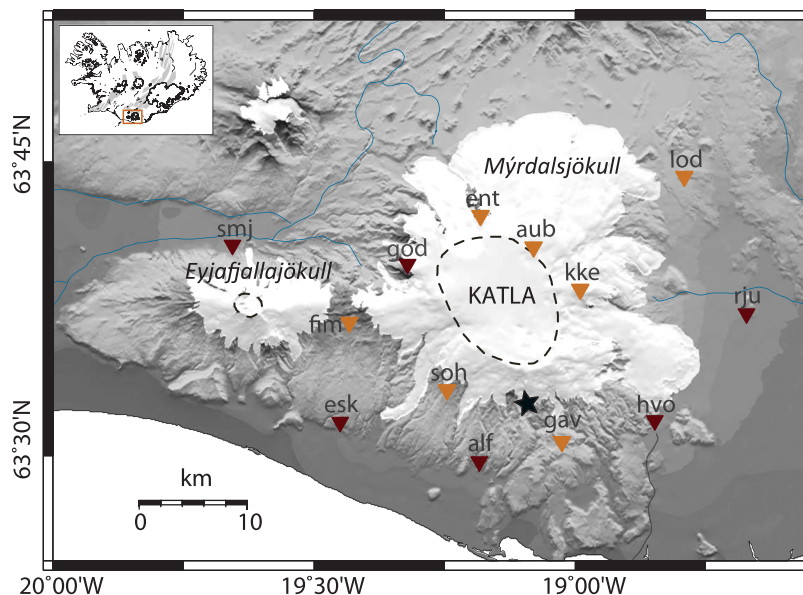 63°45'N
Mýrdalsjökull
lod
ent
smj
aub
god
Eyjafjallajökull
kke
KATLA
rju
fim
soh
esk
gav
hvo
63°30'N
alf
km
0 10
20°00'W 19°30'W 19°00'W